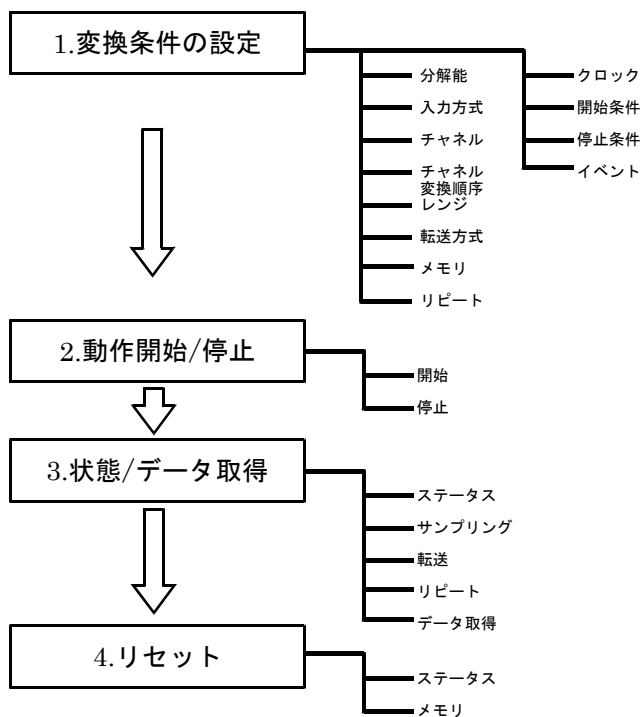 1.変換条件の設定
分解能
入力方式
チャネル
チャネル
変換順序
レンジ
転送方式
メモリ
リピート
クロック
開始条件
停止条件
イベント
2.動作開始/停止
開始
停止
3.状態/データ取得
ステータス
サンプリング
転送
リピート
データ取得
4.リセット
ステータス
メモリ